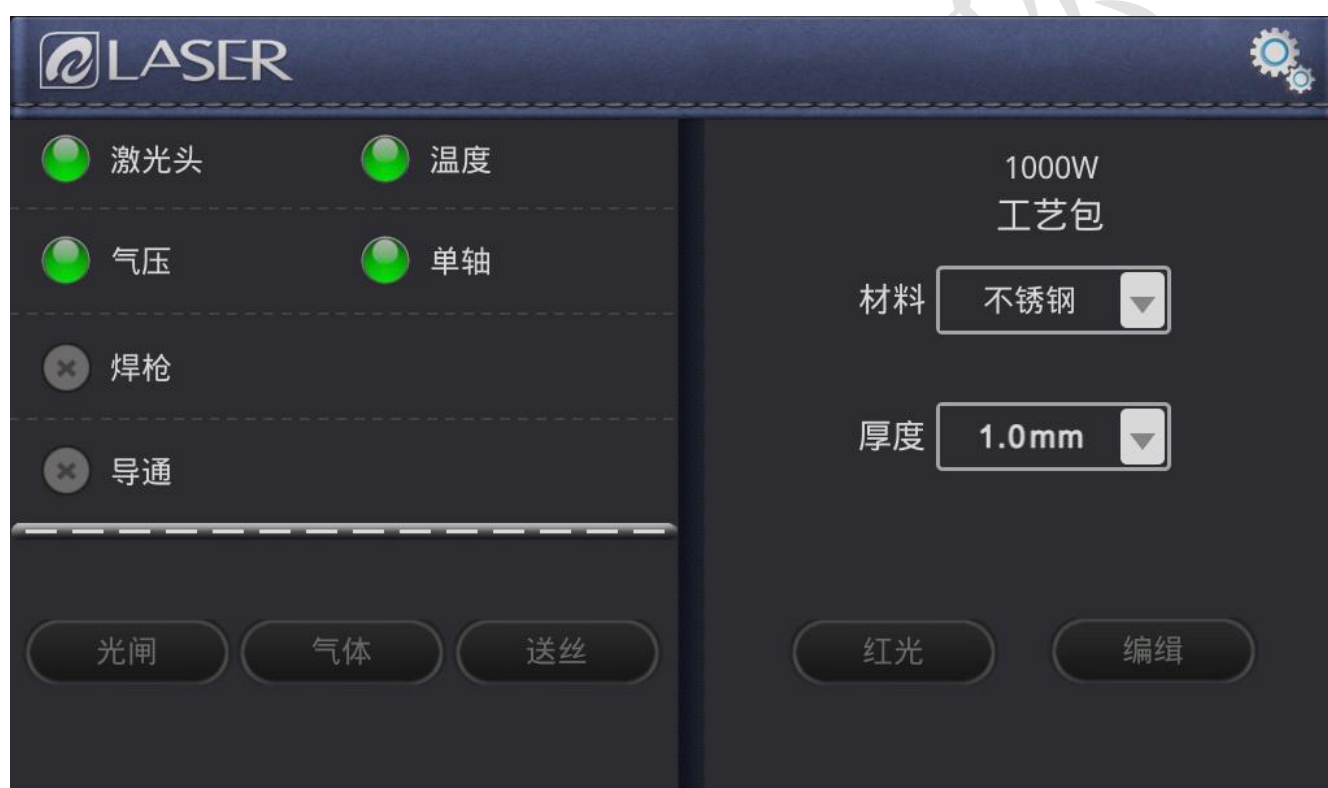 LASER
激光头
温度
气压
单轴
焊枪
导通
1000W
工艺包
材料 不锈钢
厚度 1.0mm
光闸 气体 送丝
红光 编缉